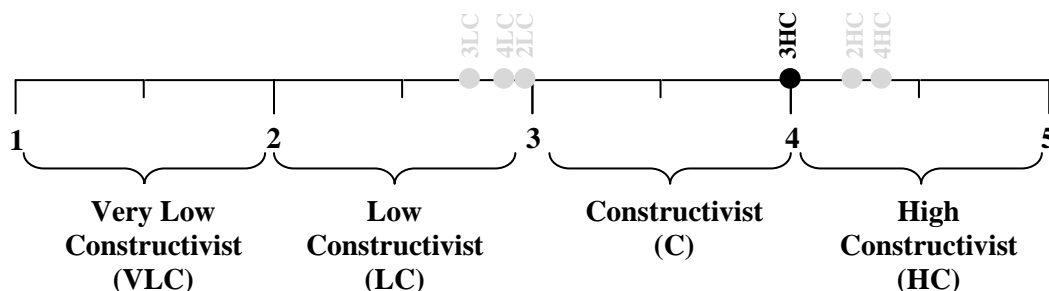 3LC
4LC
2LC
3HC
2HC
4HC
1
2
3
4
5
Very Low
Constructivist
(VLC)
Low
Constructivist
(LC)
Constructivist
(C)
High
Constructivist
(HC)